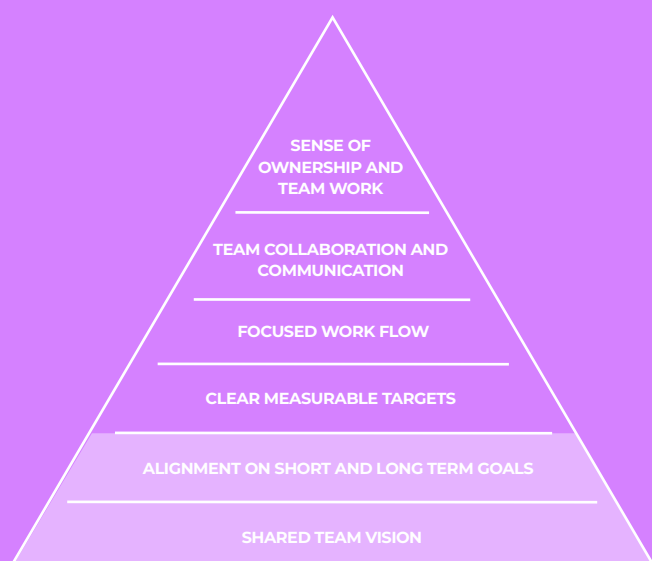 SENSE OF
OWNERSHIP AND
TEAM WORK
TEAM COLLABORATION AND
COMMUNICATION
FOCUSED WORK FLOW
CLEAR MEASURABLE TARGETS
ALIGNMENT ON SHORT AND LONG TERM GOALS
SHARED TEAM VISION